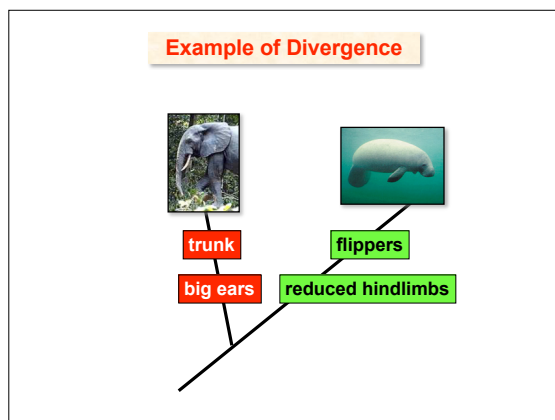 Example of Divergence
trunk
flippers
big ears
reduced hindlimbs